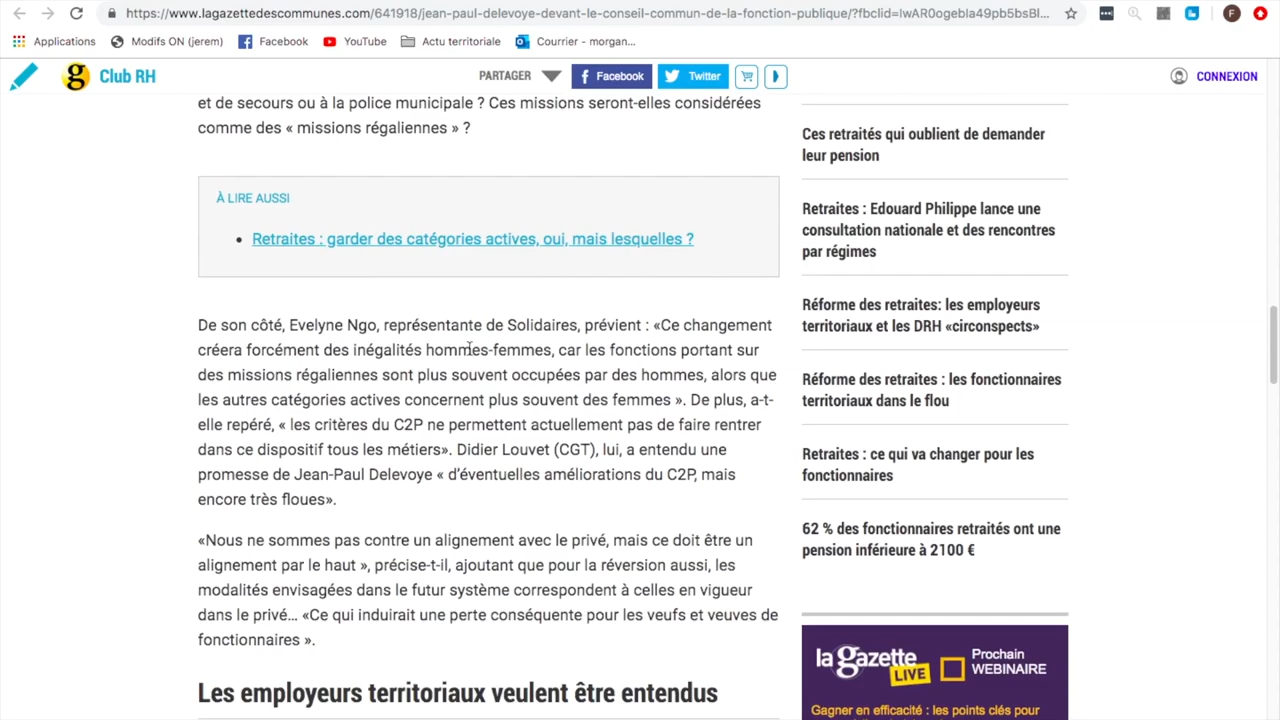 https://www.lagazettedescommunes.com/641918/jean-paul-delevoye-devant-le-conseil-commun-de-la-fonction-publique/?fbclid=IwAR0ogebIa49pb5bsBl...
F
Applications
Modifs ON (jerem)
Facebook
YouTube
Actu territoriale
Courrier - morgan...
g Club RH
PARTAGER
Facebook
Twitter
CONNEXION
et de secours ou à la police municipale ? Ces missions seront-elles considérées
comme des « missions régaliennes » ?
À LIRE AUSSI
• Retraites : garder des catégories actives, oui, mais lesquelles ?
De son côté, Evelyne Ngo, représentante de Solidaires, prévient : «Ce changement
créera forcément des inégalités hommes-femmes, car les fonctions portant sur
des missions régaliennes sont plus souvent occupées par des hommes, alors que
les autres catégories actives concernent plus souvent des femmes ». De plus, a-t-
elle repéré, « les critères du C2P ne permettent actuellement pas de faire rentrer
dans ce dispositif tous les métiers». Didier Louvet (CGT), lui, a entendu une
promesse de Jean-Paul Delevoye « d'éventuelles améliorations du C2P, mais
encore très floues».
«Nous ne sommes pas contre un alignement avec le privé, mais ce doit être un
alignement par le haut », précise-t-il, ajoutant que pour la réversion aussi, les
modalités envisagées dans le futur système correspondent à celles en vigueur
dans le privé... «Ce qui induirait une perte conséquente pour les veufs et veuves de
fonctionnaires ».
Les employeurs territoriaux veulent être entendus
Ces retraités qui oublient de demander
leur pension
Retraites : Edouard Philippe lance une
consultation nationale et des rencontres
par régimes
Réforme des retraites: les employeurs
territoriaux et les DRH «circonspects»
Réforme des retraites : les fonctionnaires
territoriaux dans le flou
Retraites : ce qui va changer pour les
fonctionnaires
62 % des fonctionnaires retraités ont une
pension inférieure à 2100 €
la gazette
LIVE
Prochain
WEBINAIRE
Gagner en efficacité : les points clés pour